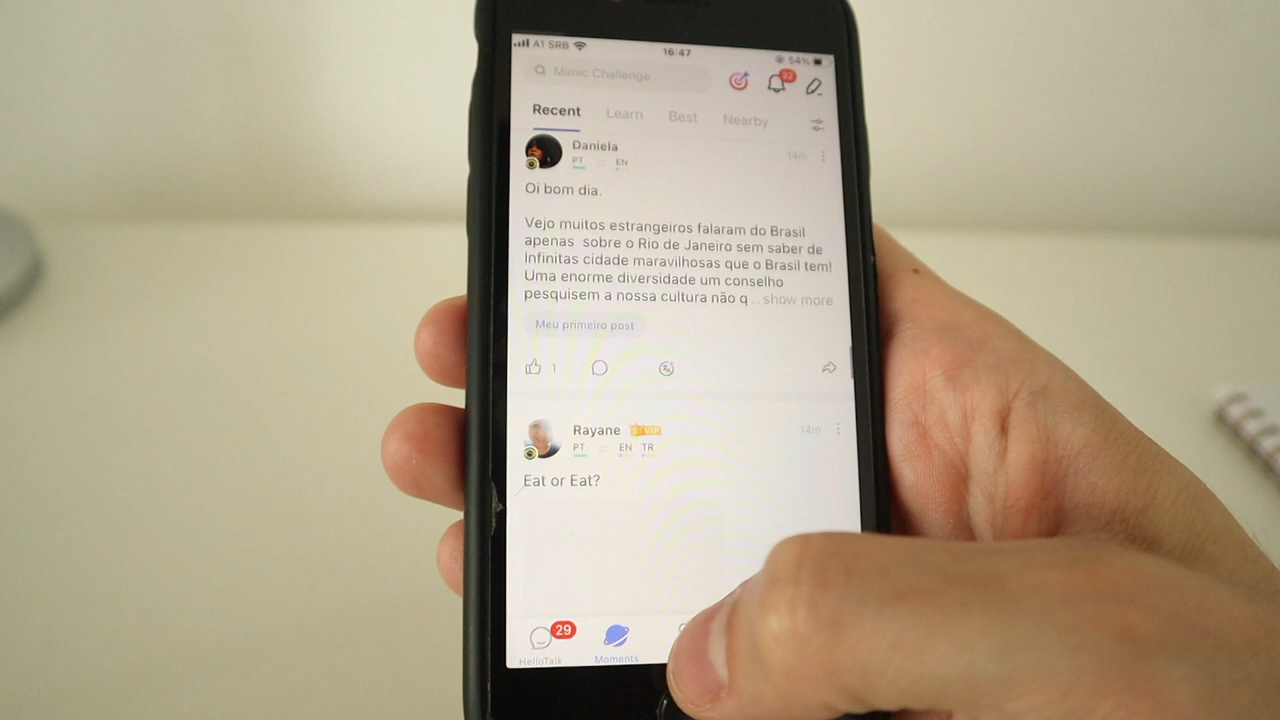 A1 SRB
16:47
54%
Mimic Challenge
32
Recent Learn Best Nearby
Daniela
14m
PT EN
Oi bom dia.
Vejo muitos estrangeiros falaram do Brasil
apenas sobre o Rio de Janeiro sem saber de
Infinitas cidade maravilhosas que o Brasil tem!
Uma enorme diversidade um conselho
pesquisem a nossa cultura não q ... show more
Meu primeiro post
1
Rayane VIP
14m
PT EN TR
Eat or Eat?
29
HelloTalk Moments